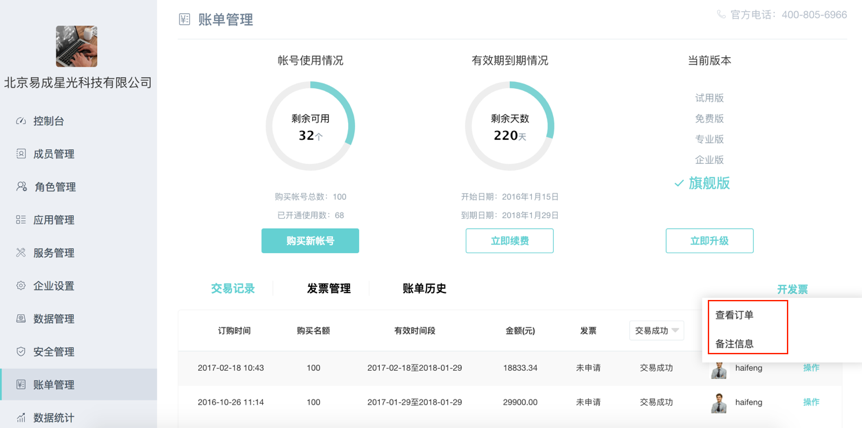 北京易成星光科技有限公司
控制台
成员管理
角色管理
应用管理
服务管理
企业设置
数据管理
安全管理
账单管理
数据统计
账单管理
官方电话：400-805-6966
帐号使用情况
剩余可用
32个
购买帐号总数：100
已开通使用数：68
购买新帐号
有效期到期情况
剩余天数
220天
开始日期：2016年1月15日
到期日期：2018年1月29日
立即续费
当前版本
试用版
免费版
专业版
企业版
旗舰版
立即升级
交易记录 发票管理 账单历史 开发票
查看订单
备注信息
订购时间 购买名额 有效时间段 金额(元) 发票 交易成功
2017-02-18 10:43 100 2017-02-18至2018-01-29 18833.34 未申请 交易成功 haifeng 操作
2016-10-26 11:14 100 2017-01-29至2018-01-29 29900.00 未申请 交易成功 haifeng 操作